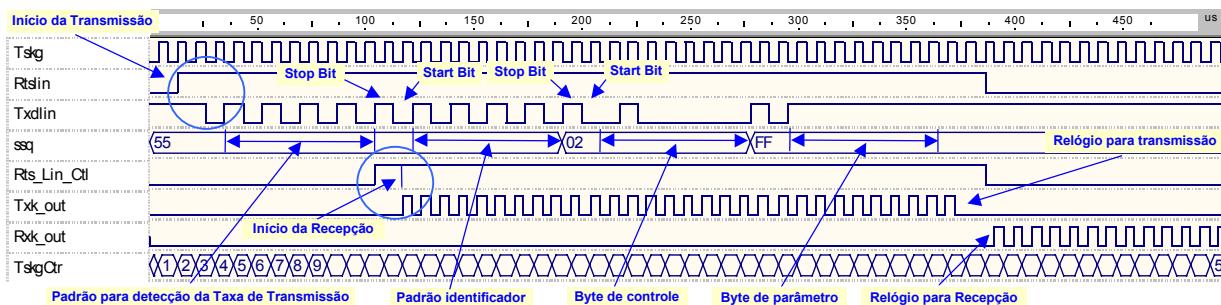 Início da Transmissão
50 100 150 200 250 300 350 400 450 us
Tskg
Rtslin
Stop Bit Start Bit Stop Bit Start Bit
Txdlin
ssq 55 02 FF
Relógio para transmissão
Rts_Lin_Ctl
Txk_out
Início da Recepção
Rxk_out
TskgCtr 1 2 3 4 5 6 7 8 9 5
Padrão para detecção da Taxa de Transmissão Padrão identificador Byte de controle Byte de parâmetro Relógio para Recepção